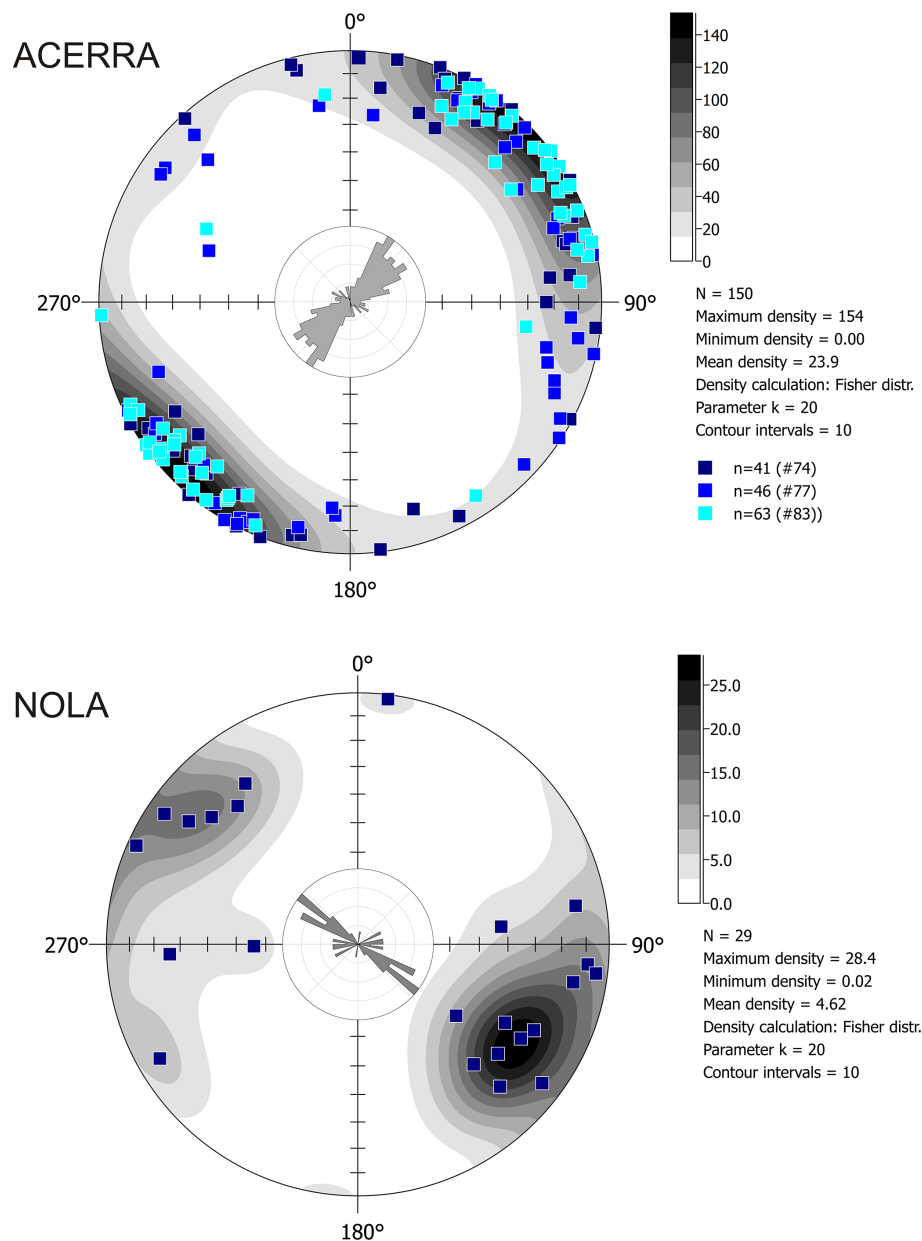 ACERRA
0°
270°
90°
180°
140
120
100
80
60
40
20
0
N = 150
Maximum density = 154
Minimum density = 0.00
Mean density = 23.9
Density calculation: Fisher distr.
Parameter k = 20
Contour intervals = 10
n=41 (#74)
n=46 (#77)
n=63 (#83))
NOLA
0°
270°
90°
180°
25.0
20.0
15.0
10.0
5.0
0.0
N = 29
Maximum density = 28.4
Minimum density = 0.02
Mean density = 4.62
Density calculation: Fisher distr.
Parameter k = 20
Contour intervals = 10